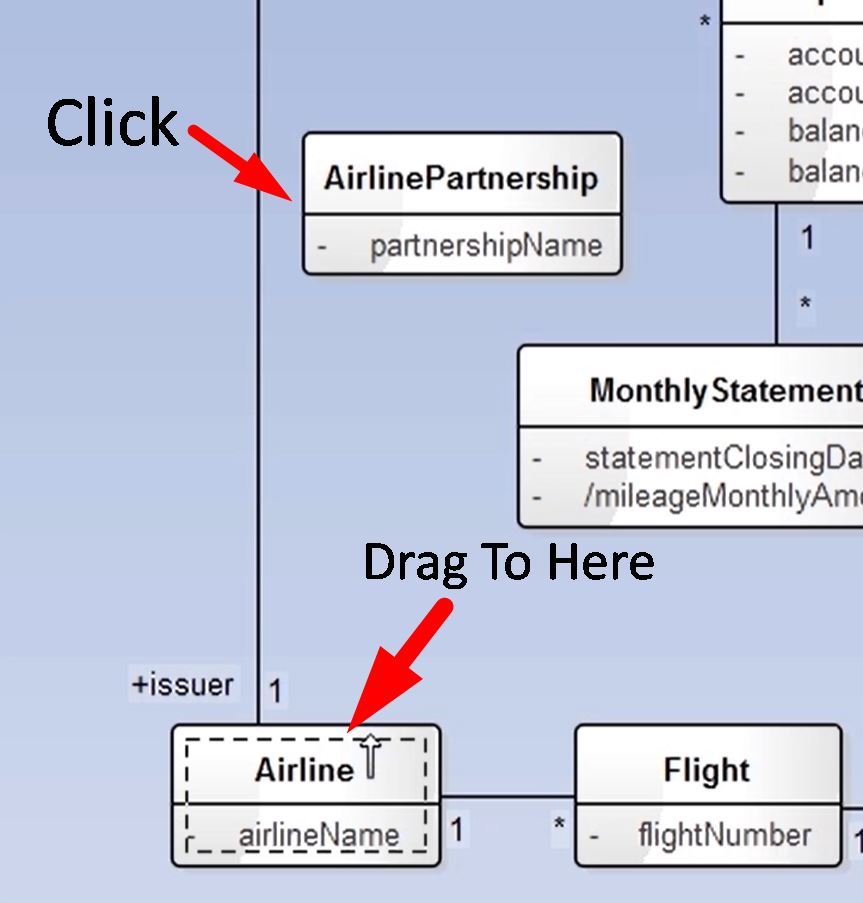 *
- accou
- accou
- balan
- balan
Click
AirlinePartnership
- partnershipName
1
*
MonthlyStatement
- statementClosingDa
- /mileageMonthlyAmo
Drag To Here
+issuer 1
Airline
airlineName
1
*
Flight
- flightNumber
1